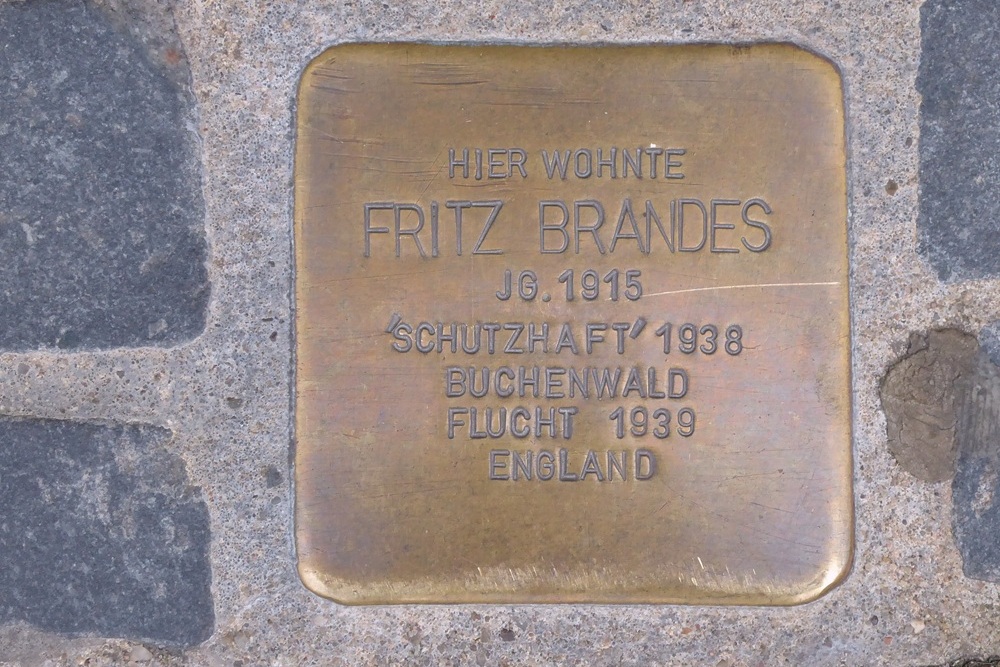 HIER WOHNTE
FRITZ BRANDES
JG. 1915
'SCHUTZHAFT' 1938
BUCHENWALD
FLUCHT 1939
ENGLAND